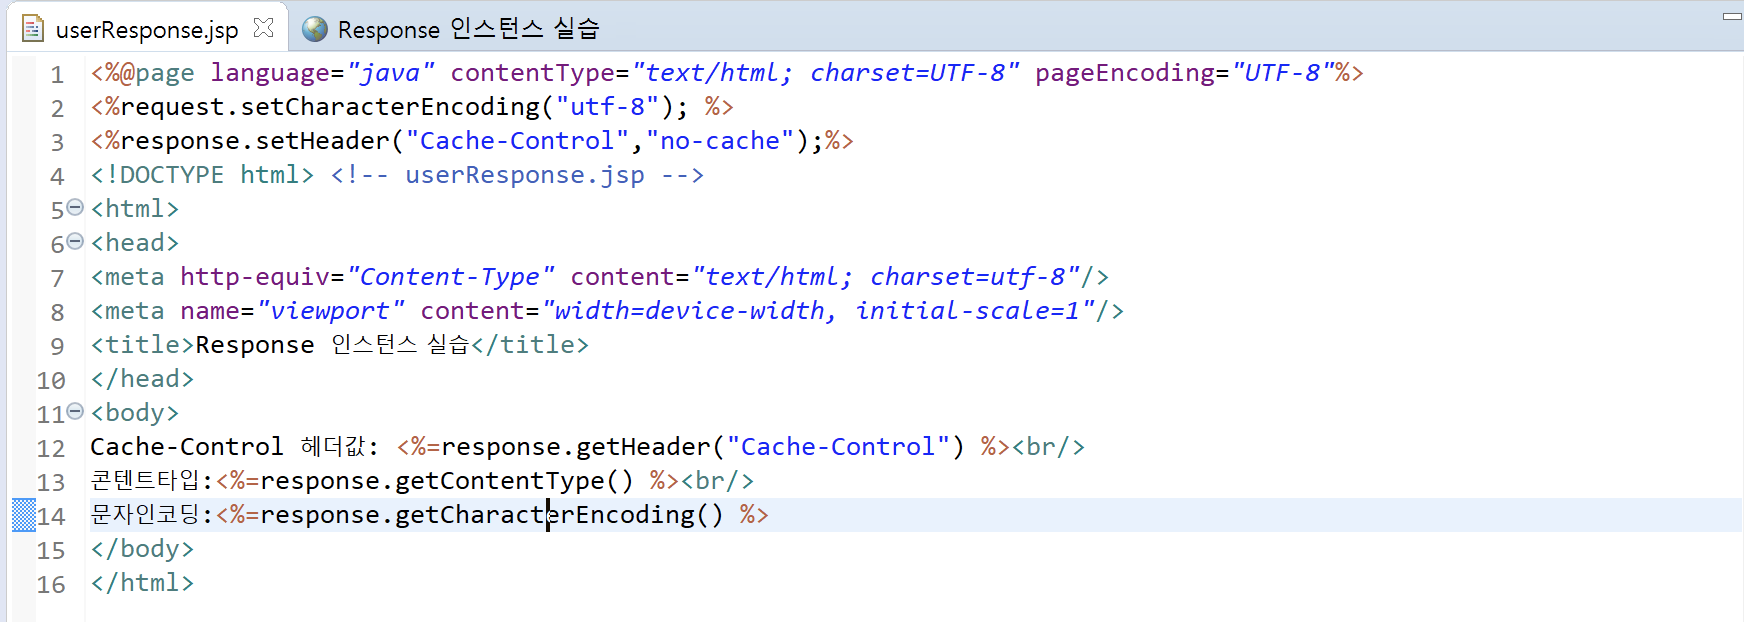 userResponse.jsp Response 인스턴스 실습
1 <%@page language="java" contentType="text/html; charset=UTF-8" pageEncoding="UTF-8"%>
2 <%request.setCharacterEncoding("utf-8"); %>
3 <%response.setHeader("Cache-Control","no-cache");%>
4 <!DOCTYPE html> <!-- userResponse.jsp -->
5 <html>
6 <head>
7 <meta http-equiv="Content-Type" content="text/html; charset=utf-8"/>
8 <meta name="viewport" content="width=device-width, initial-scale=1"/>
9 <title>Response 인스턴스 실습</title>
10 </head>
11 <body>
12 Cache-Control 헤더값: <%=response.getHeader("Cache-Control") %><br/>
13 콘텐트타입:<%=response.getContentType() %><br/>
14 문자인코딩:<%=response.getCharacterEncoding() %>
15 </body>
16 </html>